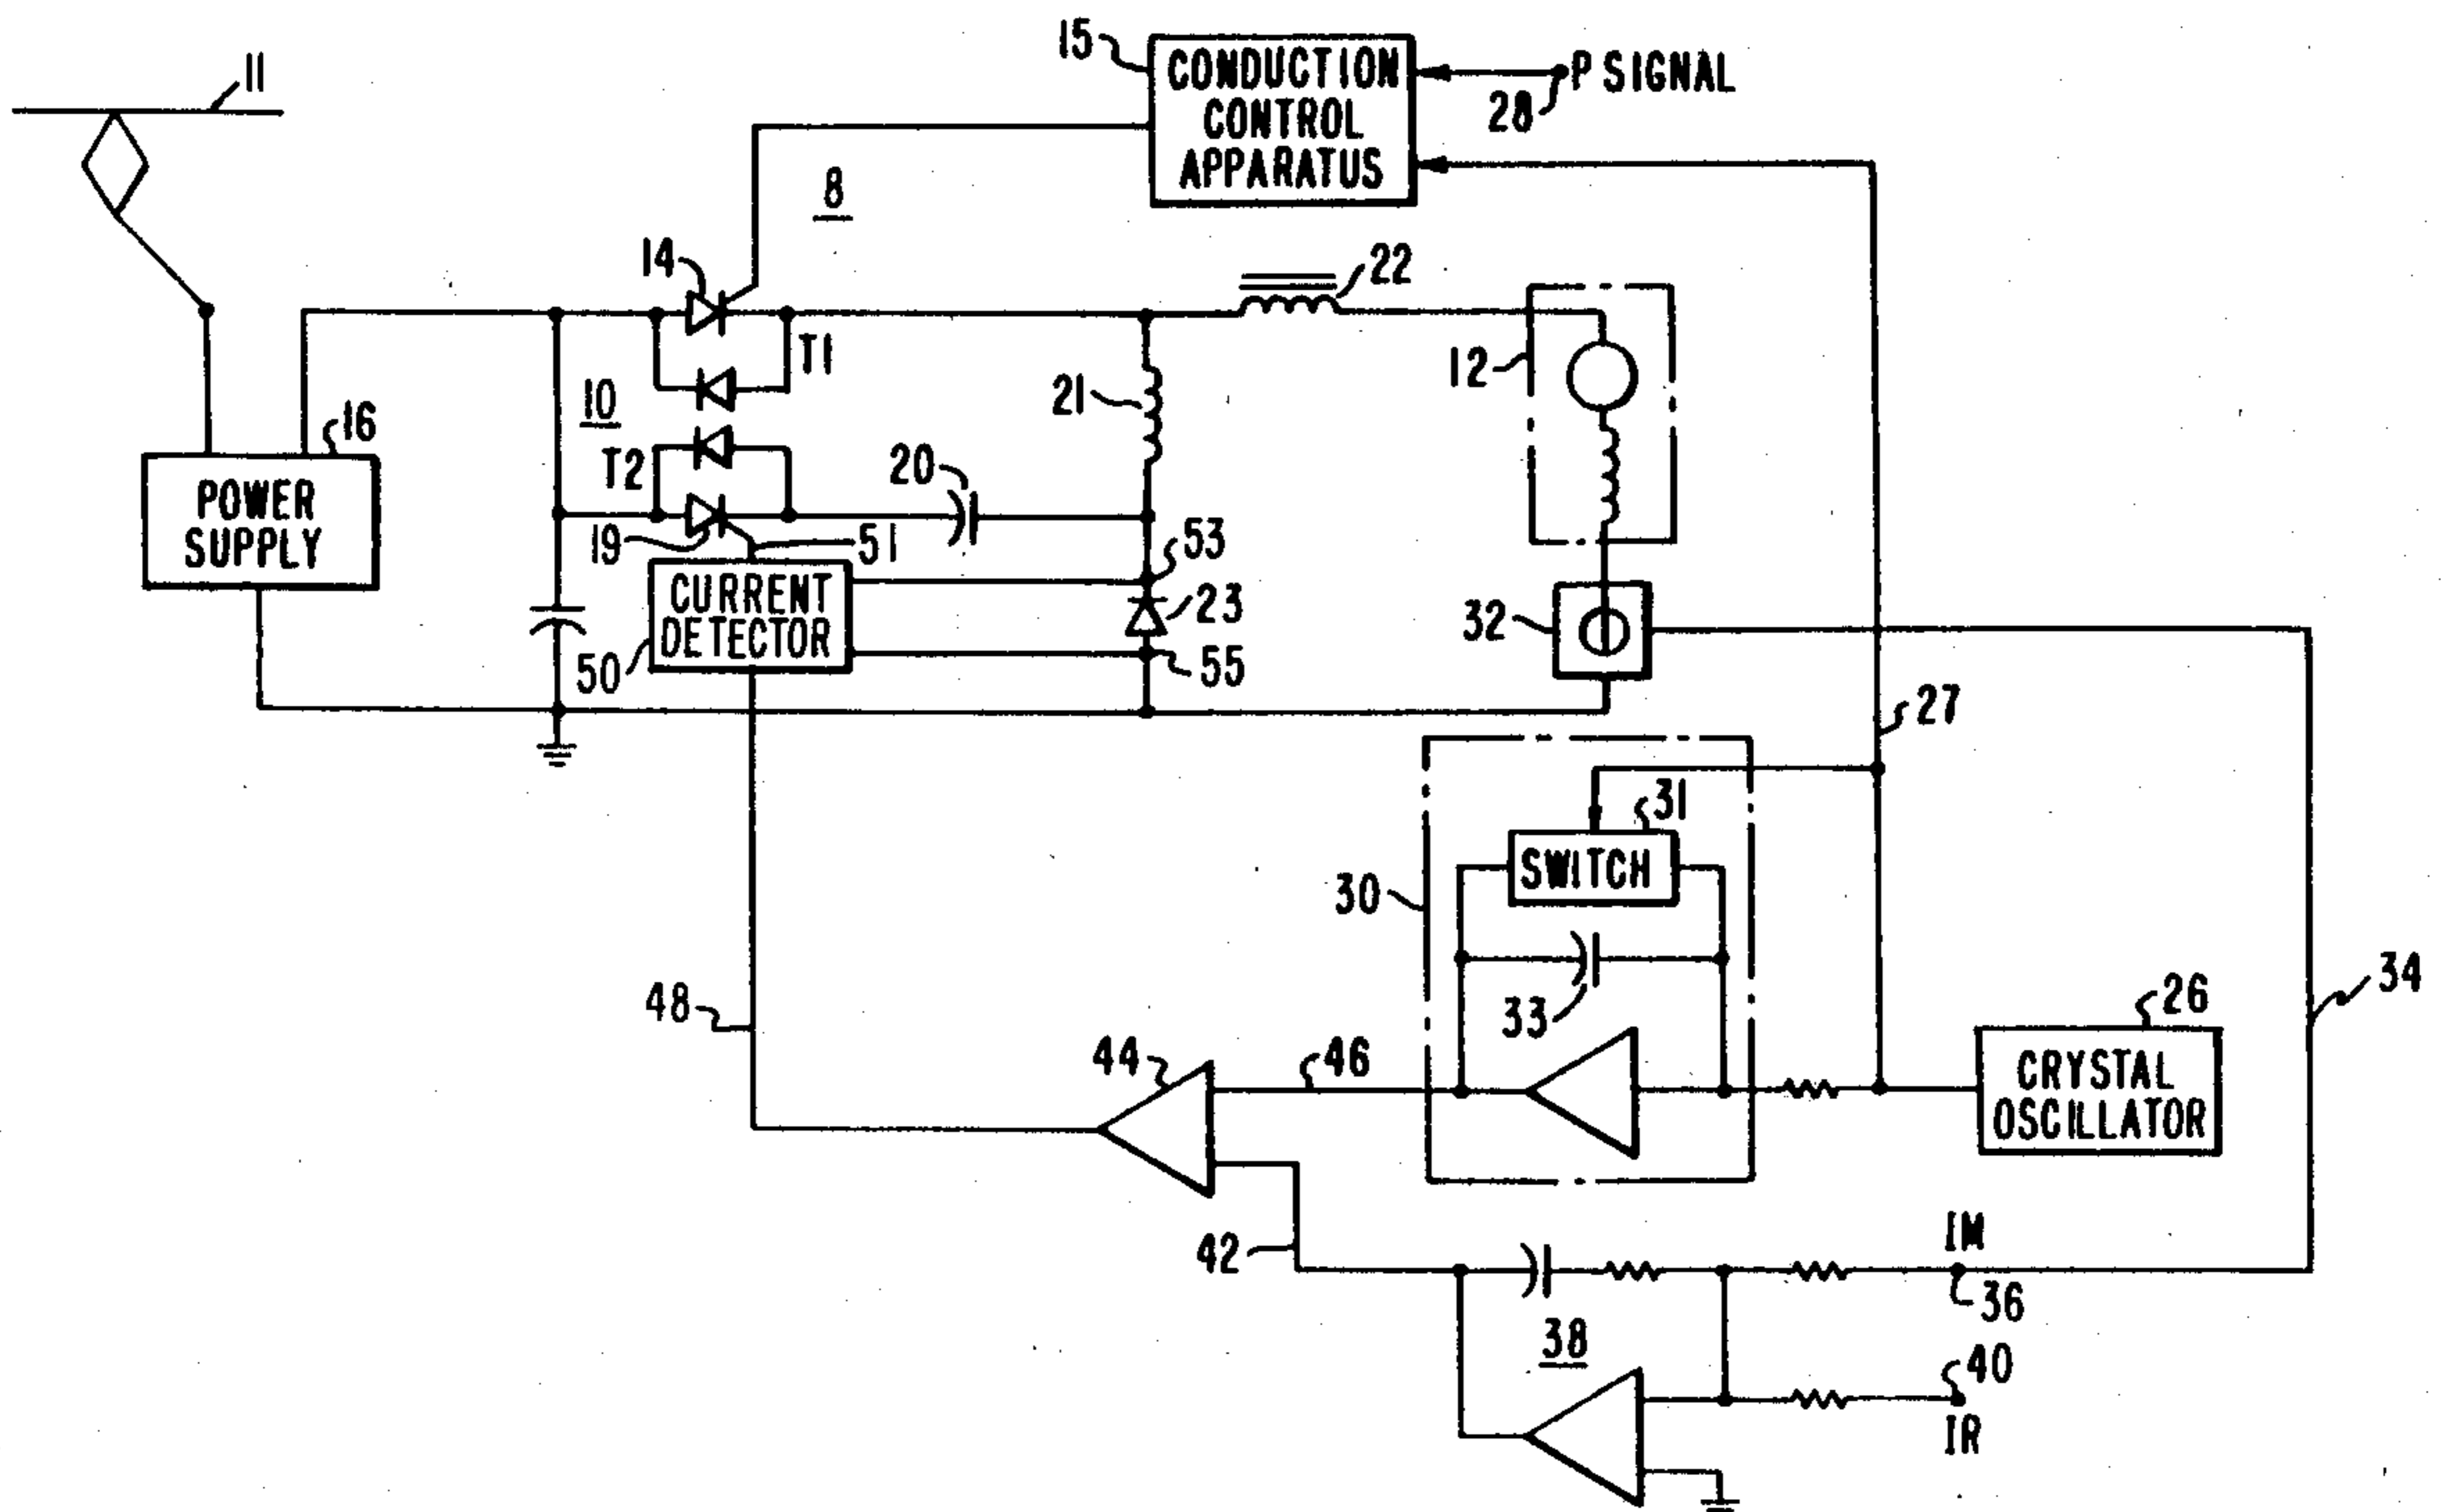 11
15
CONDUCTION
CONTROL
APPARATUS
P SIGNAL
28
8
14
22
T1
12
10
16
21
T2
20
POWER
SUPPLY
19
51
53
CURRENT
DETECTOR
23
32
50
55
27
31
SWITCH
30
34
33
26
48
44
46
CRYSTAL
OSCILLATOR
42
IM
36
38
40
IR